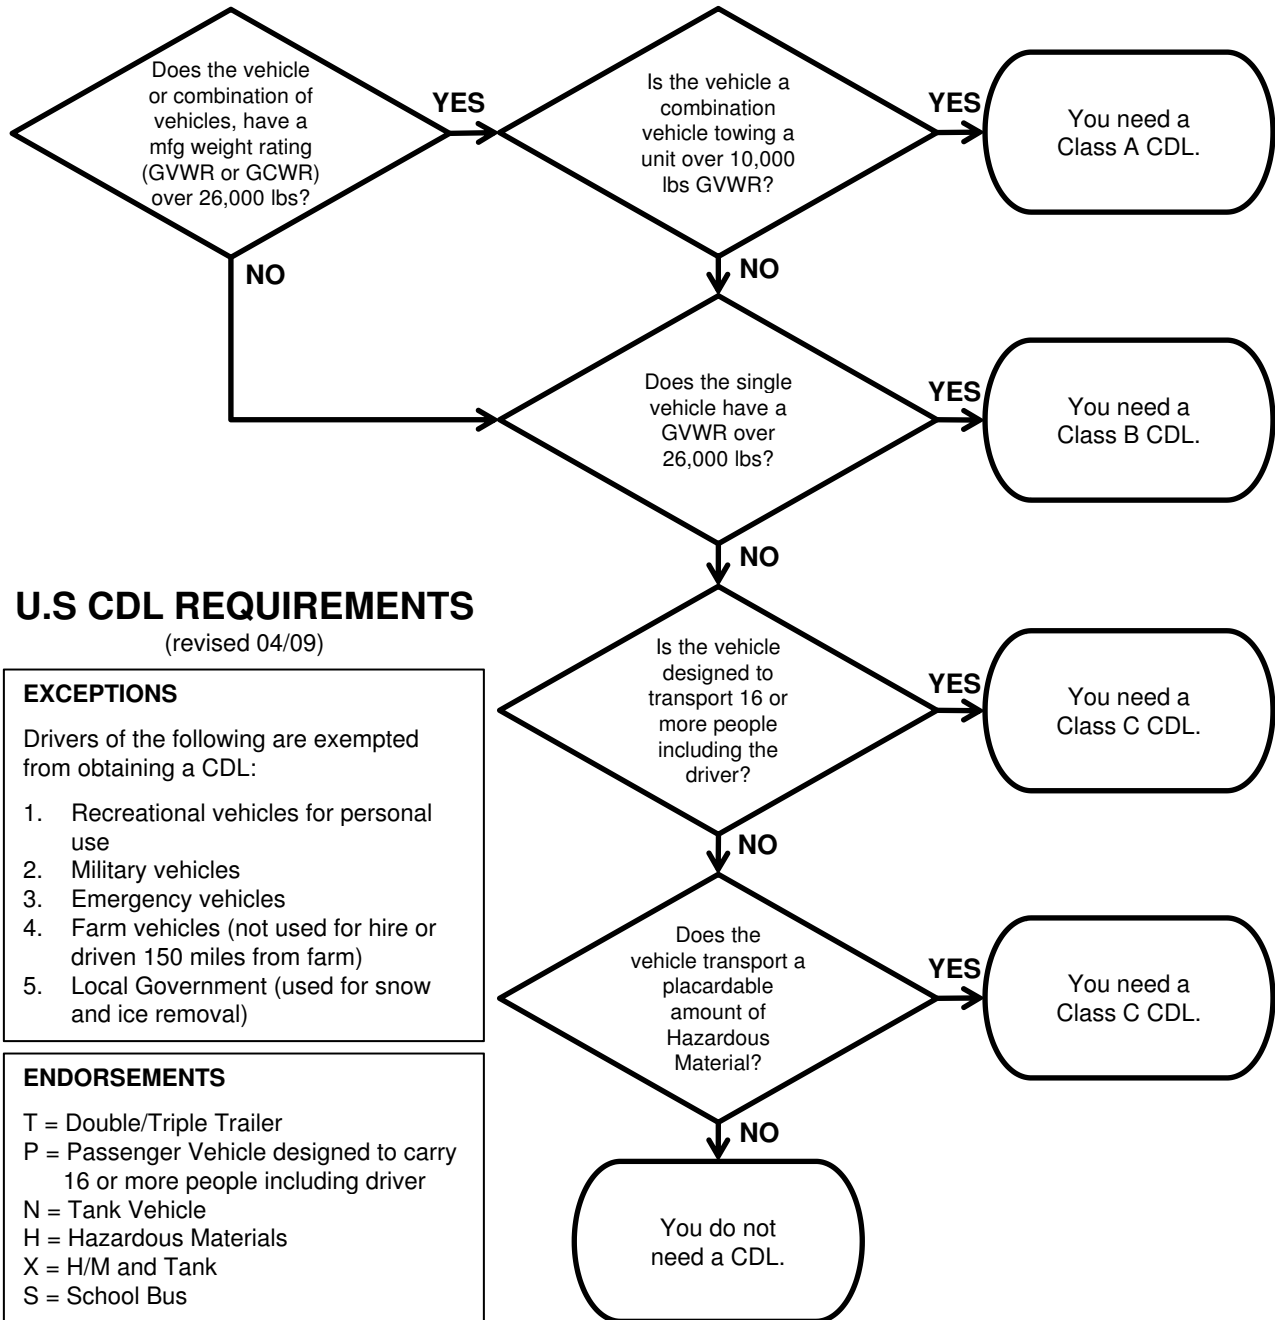 Does the vehicle
or combination of
vehicles, have a
mfg weight rating
(GVWR or GCWR)
over 26,000 lbs?
YES
NO
Is the vehicle a
combination
vehicle towing a
unit over 10,000
lbs GVWR?
YES
NO
You need a
Class A CDL.
Does the single
vehicle have a
GVWR over
26,000 lbs?
YES
NO
You need a
Class B CDL.
Is the vehicle
designed to
transport 16 or
more people
including the
driver?
YES
NO
You need a
Class C CDL.
Does the
vehicle transport a
placardable
amount of
Hazardous
Material?
YES
NO
You need a
Class C CDL.
You do not
need a CDL.
U.S CDL REQUIREMENTS
(revised 04/09)
EXCEPTIONS
Drivers of the following are exempted
from obtaining a CDL:
1. Recreational vehicles for personal
use
2. Military vehicles
3. Emergency vehicles
4. Farm vehicles (not used for hire or
driven 150 miles from farm)
5. Local Government (used for snow
and ice removal)
ENDORSEMENTS
T = Double/Triple Trailer
P = Passenger Vehicle designed to carry
16 or more people including driver
N = Tank Vehicle
H = Hazardous Materials
X = H/M and Tank
S = School Bus